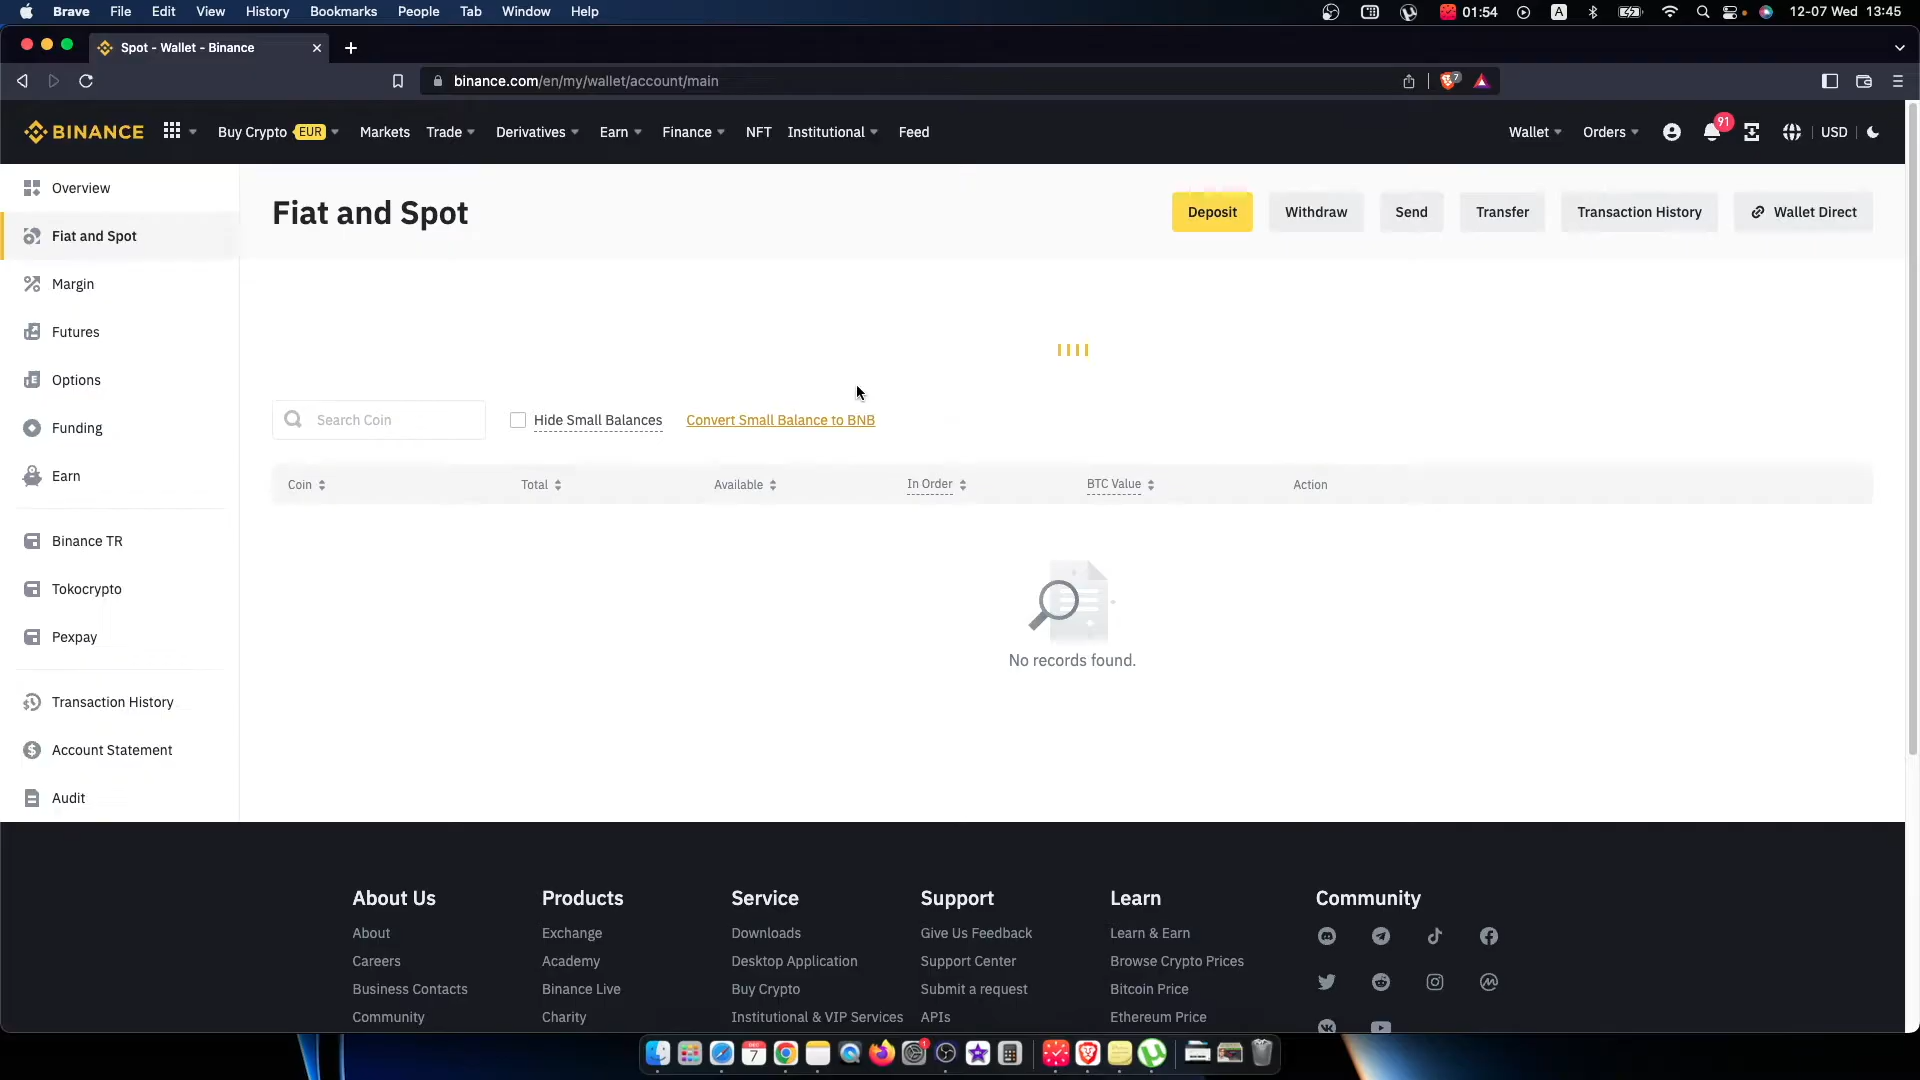 Brave File Edit View History Bookmarks People Tab Window Help 01:54 A 12-07 Wed 13:45
Spot - Wallet - Binance
binance.com/en/my/wallet/account/main 7
BINANCE Buy Crypto EUR Markets Trade Derivatives Earn Finance NFT Institutional Feed Wallet Orders 91 USD
Overview
Fiat and Spot
Margin
Futures
Options
Funding
Earn
Binance TR
Tokocrypto
Pexpay
Transaction History
Account Statement
Audit
Fiat and Spot
Deposit Withdraw Send Transfer Transaction History Wallet Direct
Search Coin Hide Small Balances Convert Small Balance to BNB
Coin Total Available In Order BTC Value Action
No records found.
About Us
About
Careers
Business Contacts
Community
Products
Exchange
Academy
Binance Live
Charity
Service
Downloads
Desktop Application
Buy Crypto
Institutional & VIP Services
Support
Give Us Feedback
Support Center
Submit a request
APIs
Learn
Learn & Earn
Browse Crypto Prices
Bitcoin Price
Ethereum Price
Community
DEC
7
1